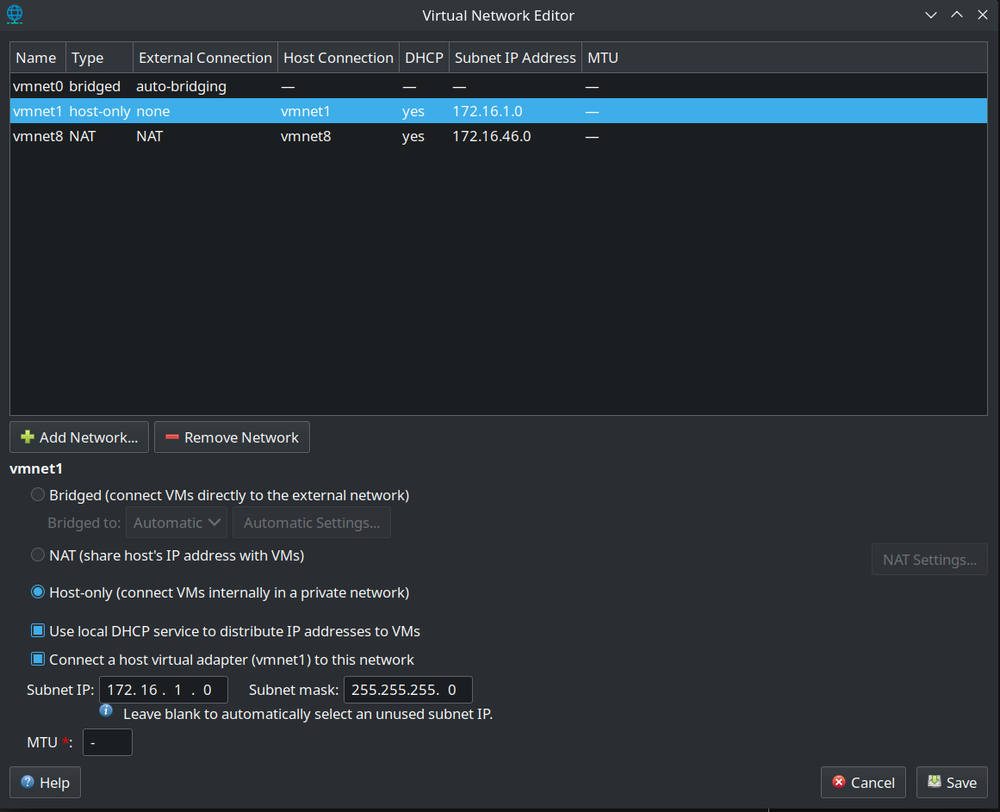 Virtual Network Editor
Name Type External Connection Host Connection DHCP Subnet IP Address MTU
vmnet0 bridged auto-bridging — — — —
vmnet1 host-only none vmnet1 yes 172.16.1.0 —
vmnet8 NAT NAT vmnet8 yes 172.16.46.0 —
Add Network... Remove Network
vmnet1
Bridged (connect VMs directly to the external network)
Bridged to: Automatic Automatic Settings...
NAT (share host's IP address with VMs)
NAT Settings...
Host-only (connect VMs internally in a private network)
Use local DHCP service to distribute IP addresses to VMs
Connect a host virtual adapter (vmnet1) to this network
Subnet IP: 172. 16 . 1 . 0 Subnet mask: 255.255.255. 0
Leave blank to automatically select an unused subnet IP.
MTU *: -
Help Cancel Save